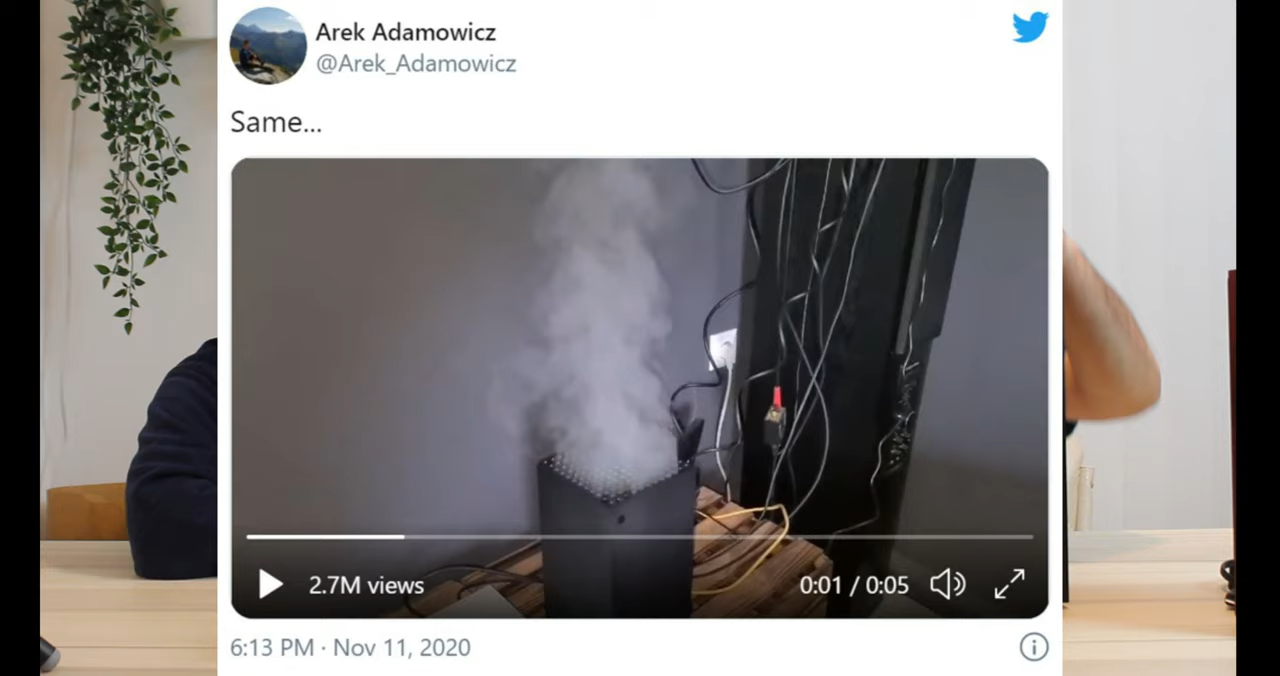 Arek Adamowicz
@Arek_Adamowicz
Same...
2.7M views
0:01 / 0:05
6:13 PM · Nov 11, 2020